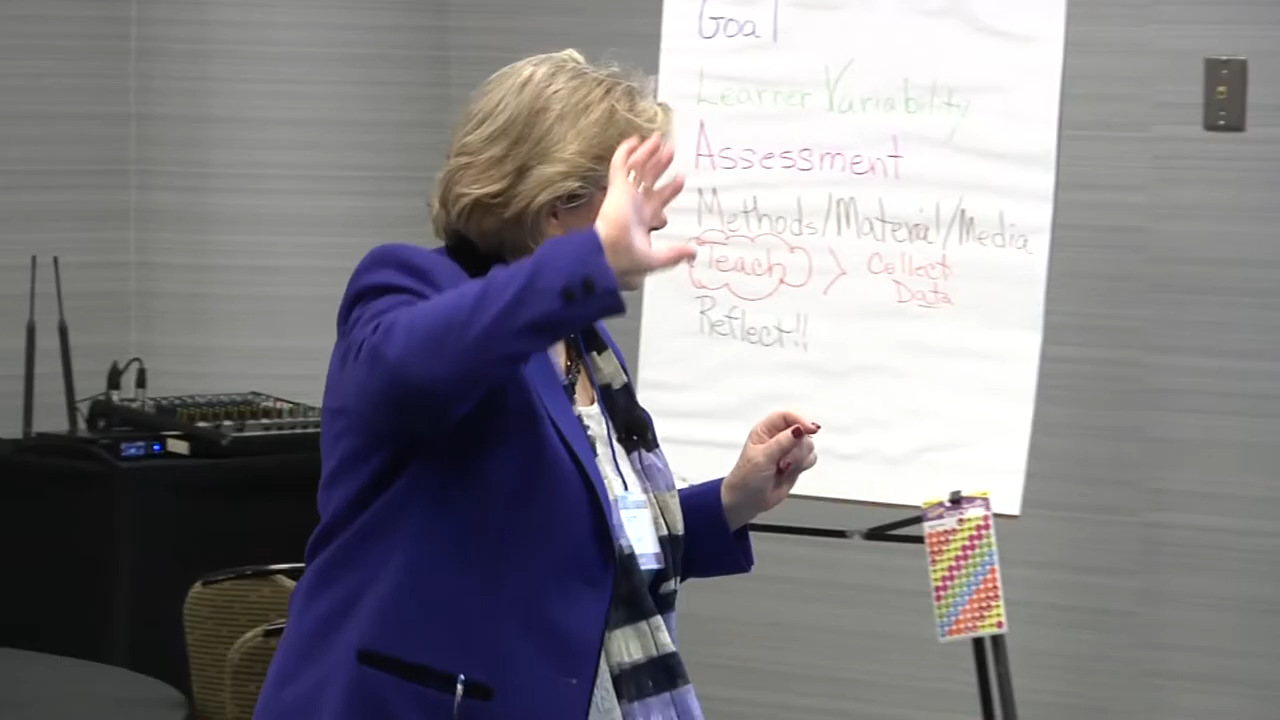 Goal
Learner Variability
Assessment
Methods/Material/Media
Teach > Collect
Data
Reflect!!